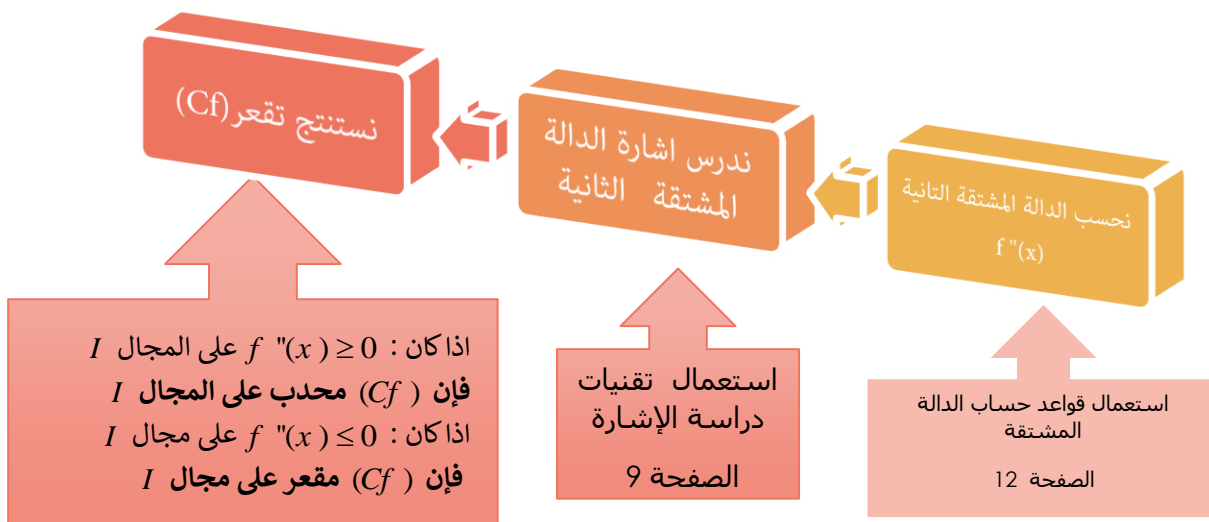 نحسب الدالة المشتقة التانية
f "(x)
ندرس اشارة الدالة
المشتقة الثانية
نستنتج تقعر(Cf)
استعمال قواعد حساب الدالة
المشتقة
الصفحة 12
استعمال تقنيات
دراسة الإشارة
الصفحة 9
اذا كان : f "(x) ≥ 0 على المجال I
فإن (Cf) محدب على المجال I
اذا كان : f "(x) ≤ 0 على مجال I
فإن (Cf) مقعر على مجال I